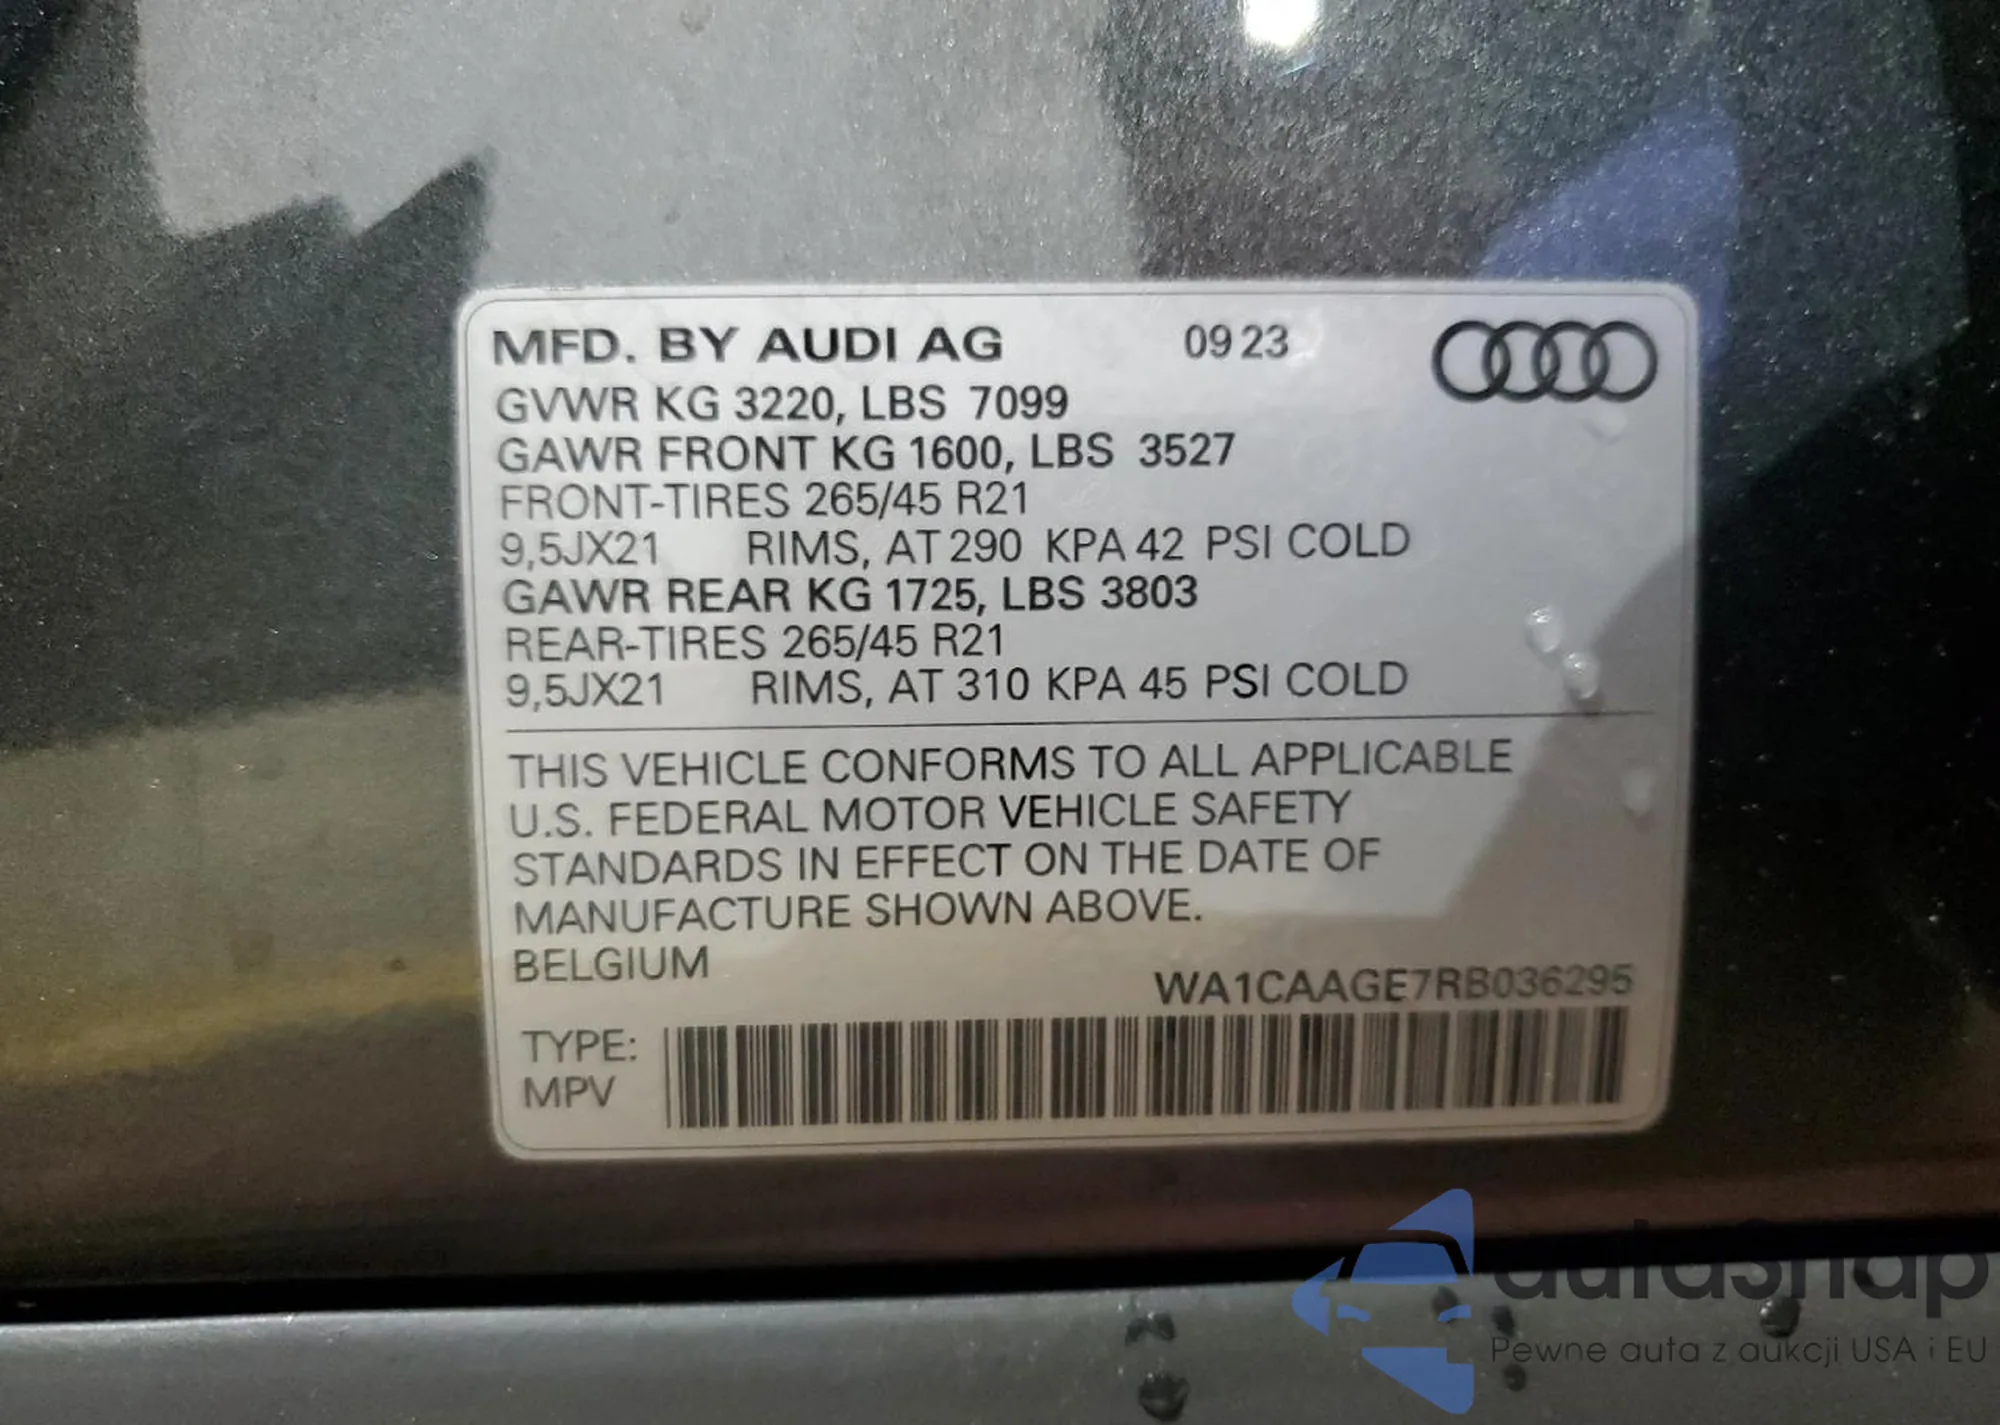 MFD. BY AUDI AG 09 23
GVWR KG 3220, LBS 7099
GAWR FRONT KG 1600, LBS 3527
FRONT-TIRES 265/45 R21
9,5JX21 RIMS, AT 290 KPA 42 PSI COLD
GAWR REAR KG 1725, LBS 3803
REAR-TIRES 265/45 R21
9,5JX21 RIMS, AT 310 KPA 45 PSI COLD
THIS VEHICLE CONFORMS TO ALL APPLICABLE
U.S. FEDERAL MOTOR VEHICLE SAFETY
STANDARDS IN EFFECT ON THE DATE OF
MANUFACTURE SHOWN ABOVE.
BELGIUM
WA1CAAGE7RB036295
TYPE:
MPV
autaSnap
Pewne auta z aukcji USA i EU